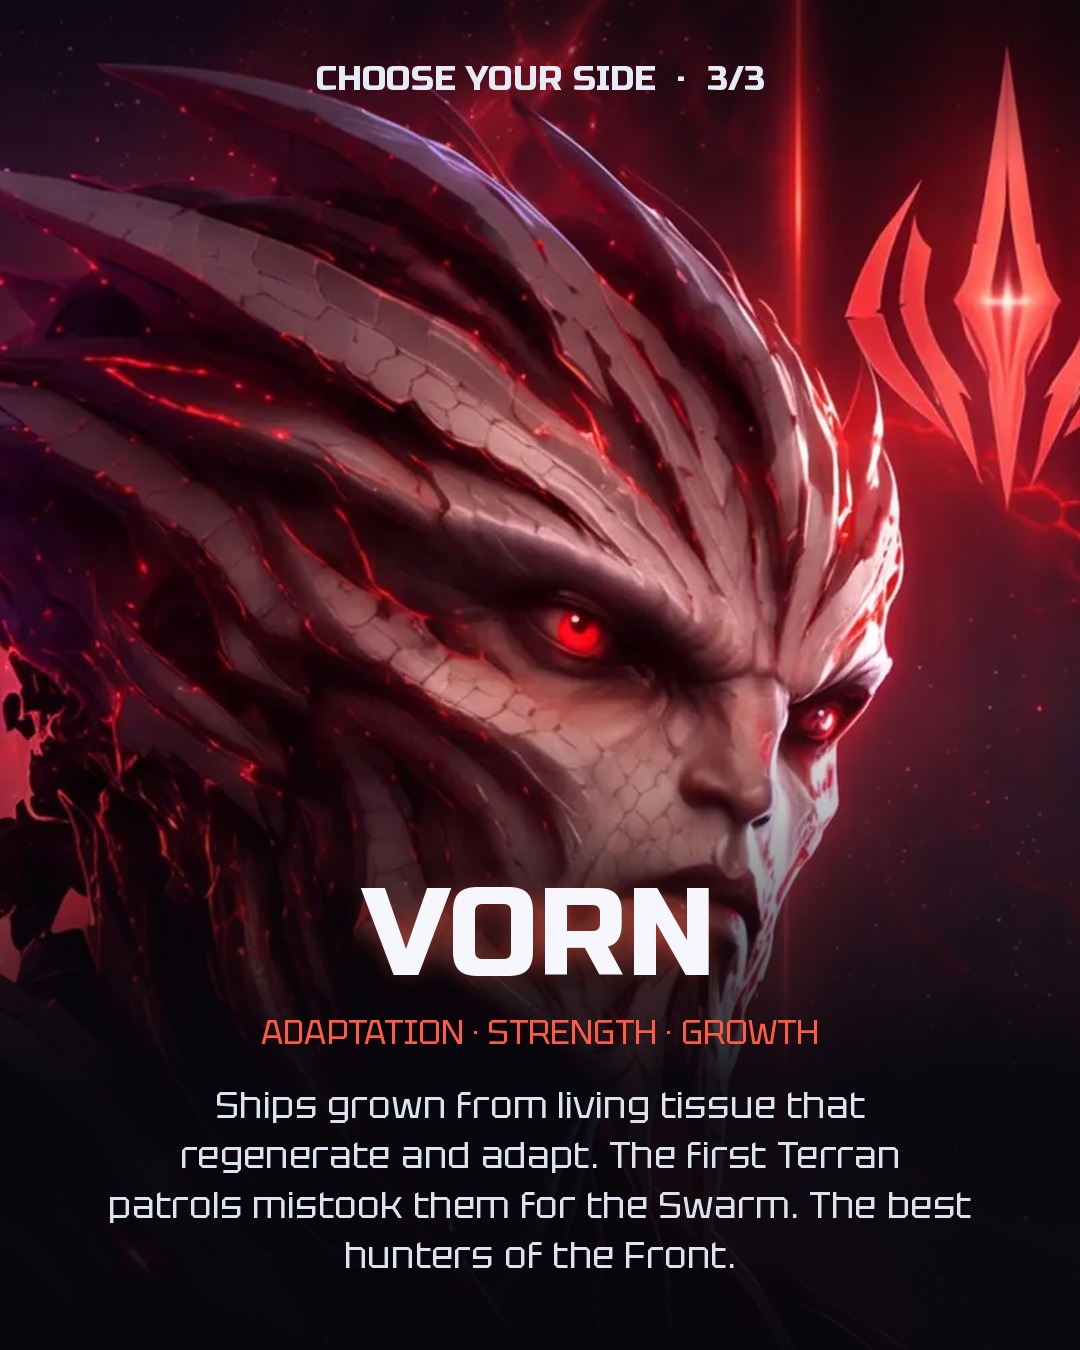 CHOOSE YOUR SIDE · 3/3
VORN
ADAPTATION · STRENGTH · GROWTH
Ships grown from living tissue that
regenerate and adapt. The first Terran
patrols mistook them for the Swarm. The best
hunters of the Front.